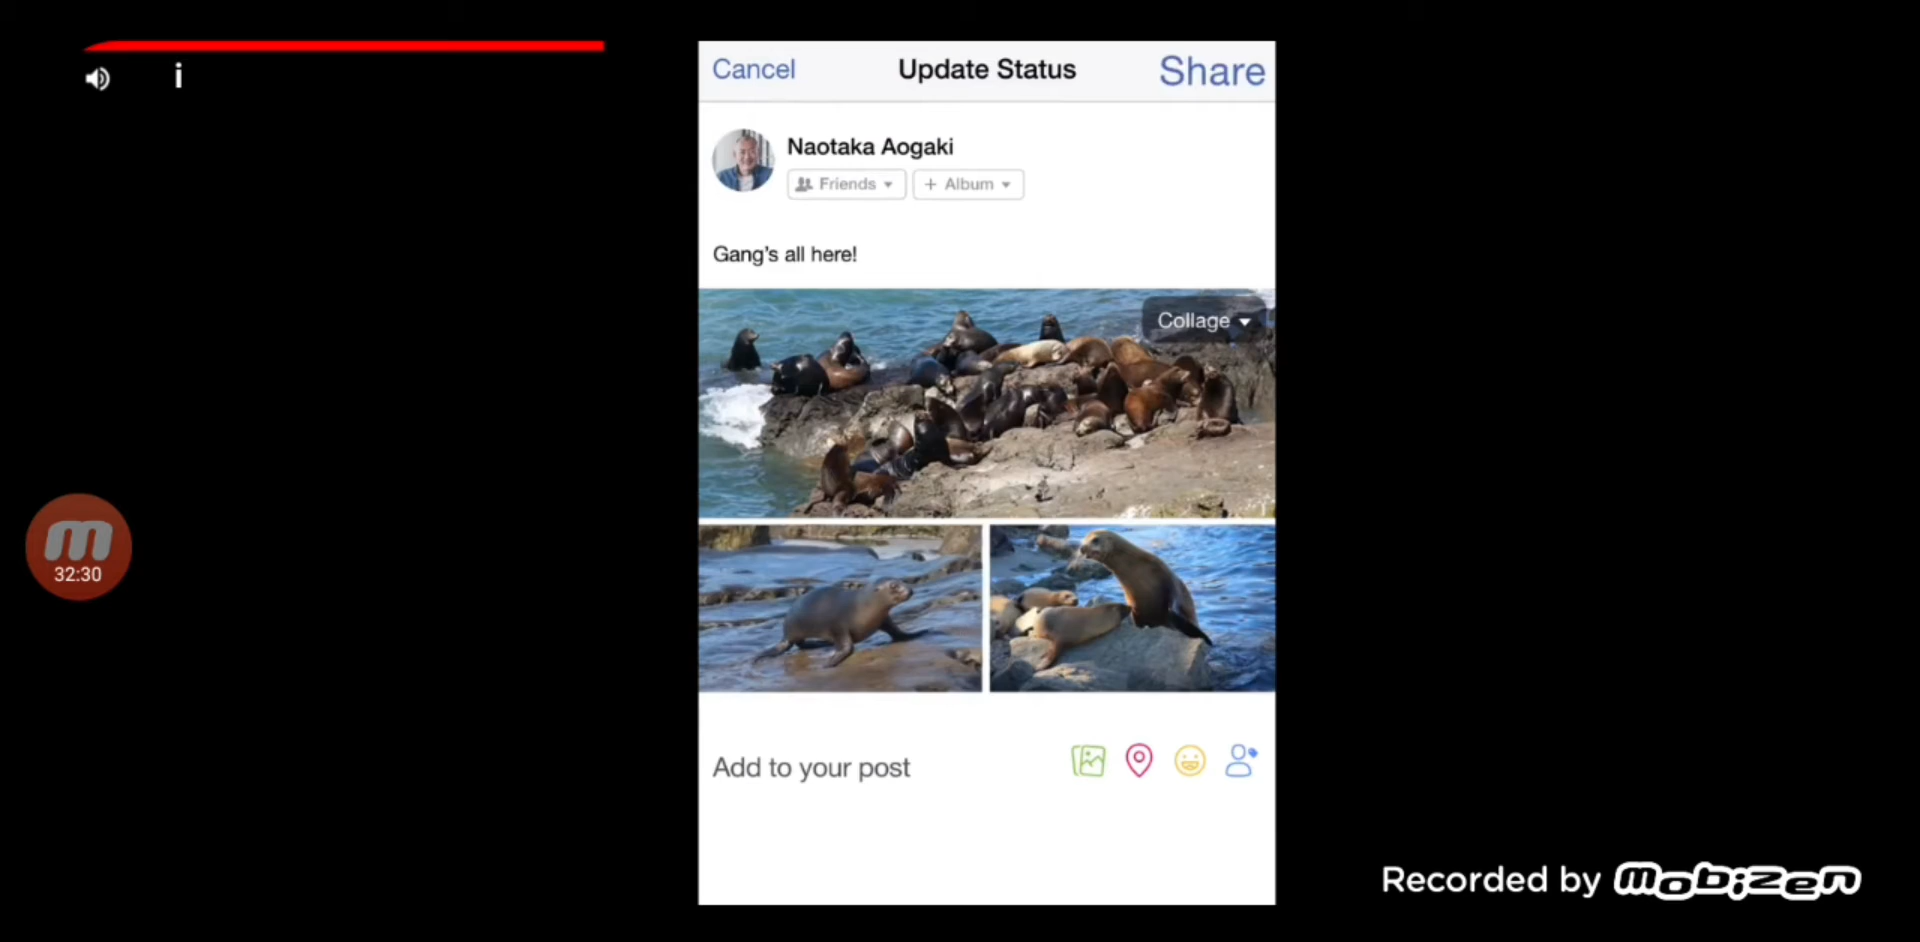 i
Cancel Update Status Share
Naotaka Aogaki
Friends + Album
Gang's all here!
Collage
32:30
Add to your post
Recorded by mobizen